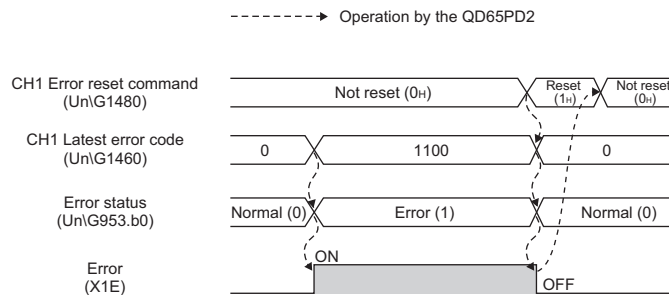 Operation by the QD65PD2
CH1 Error reset command
(Un\G1480)
Not reset (0H)
Reset
(1H)
Not reset
(0H)
CH1 Latest error code
(Un\G1460)
0
1100
0
Error status
(Un\G953.b0)
Normal (0)
Error (1)
Normal (0)
Error
(X1E)
ON
OFF